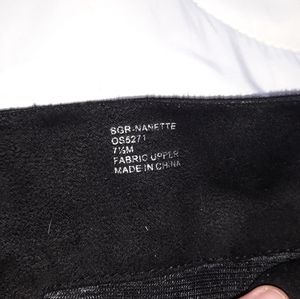 SGR-NANETTE
OS5271
7½M
FABRIC UPPER
MADE IN CHINA